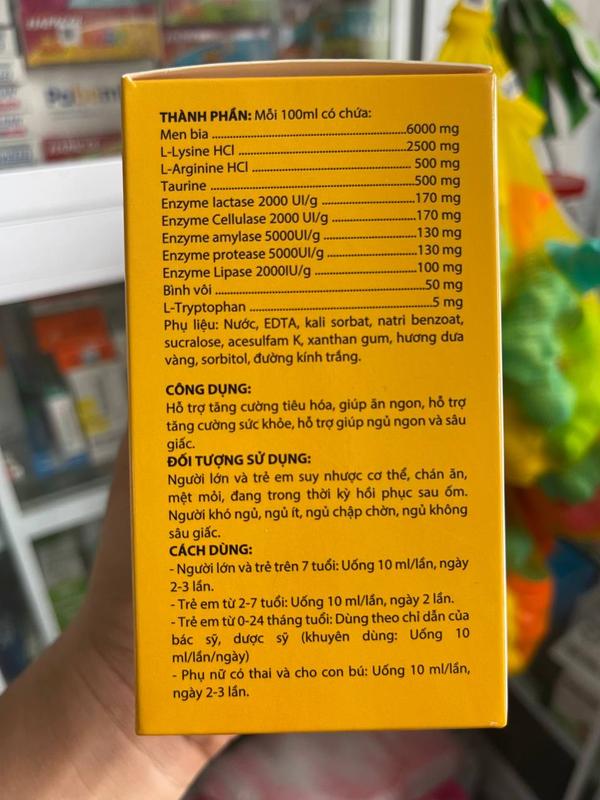 THÀNH PHẦN: Mỗi 100ml có chứa:
Men bia ........................................................6000 mg
L-Lysine HCl ................................................2500 mg
L-Arginine HCl ............................................. 500 mg
Taurine .........................................................500 mg
Enzyme lactase 2000 UI/g ...........................170 mg
Enzyme Cellulase 2000 UI/g ........................170 mg
Enzyme amylase 5000UI/g ..........................130 mg
Enzyme protease 5000UI/g .........................130 mg
Enzyme Lipase 2000IU/g .............................100 mg
Bình vôi ...........................................................50 mg
L-Tryptophan ...................................................5 mg
Phụ liệu: Nước, EDTA, kali sorbat, natri benzoat,
sucralose, acesulfam K, xanthan gum, hương dưa
vàng, sorbitol, đường kính trắng.
CÔNG DỤNG:
Hỗ trợ tăng cường tiêu hóa, giúp ăn ngon, hỗ trợ
tăng cường sức khỏe, hỗ trợ giúp ngủ ngon và sâu
giấc.
ĐỐI TƯỢNG SỬ DỤNG:
Người lớn và trẻ em suy nhược cơ thể, chán ăn,
mệt mỏi, đang trong thời kỳ hồi phục sau ốm.
Người khó ngủ, ngủ ít, ngủ chập chờn, ngủ không
sâu giấc.
CÁCH DÙNG:
- Người lớn và trẻ trên 7 tuổi: Uống 10 ml/lần, ngày
2-3 lần.
- Trẻ em từ 2-7 tuổi: Uống 10 ml/lần, ngày 2 lần.
- Trẻ em từ 0-24 tháng tuổi: Dùng theo chỉ dẫn của
bác sỹ, dược sỹ (khuyên dùng: Uống 10
ml/lần/ngày)
- Phụ nữ có thai và cho con bú: Uống 10 ml/lần,
ngày 2-3 lần.